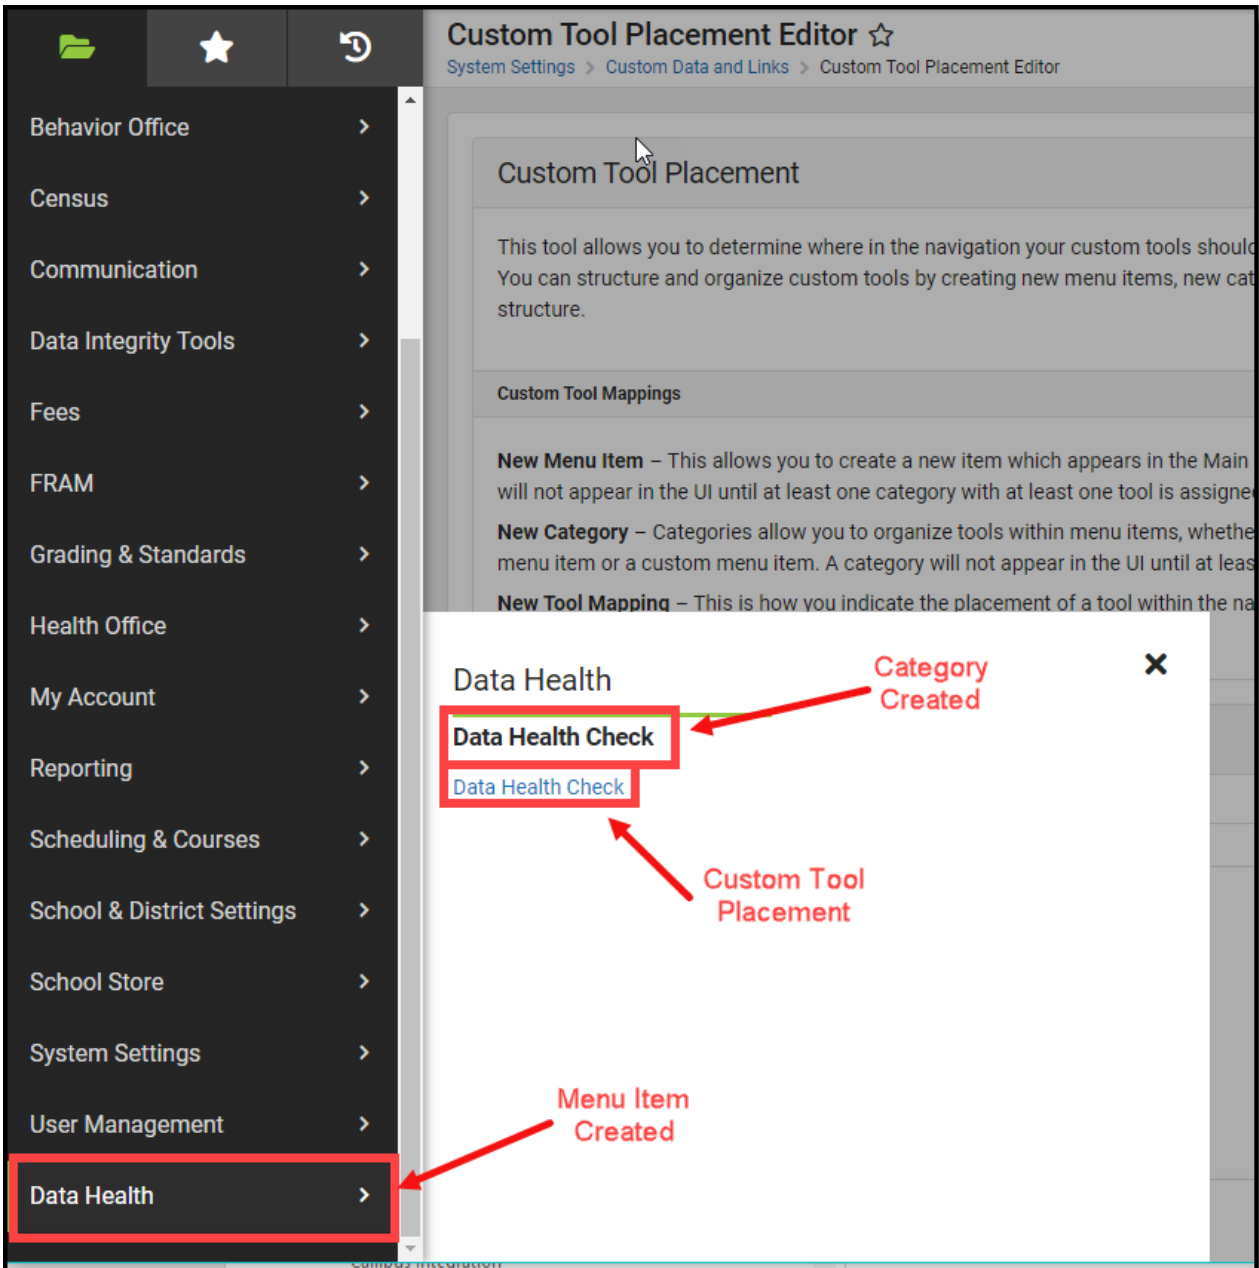 Custom Tool Placement Editor
System Settings > Custom Data and Links > Custom Tool Placement Editor
Behavior Office
Census
Communication
Data Integrity Tools
Fees
FRAM
Grading & Standards
Health Office
My Account
Reporting
Scheduling & Courses
School & District Settings
School Store
System Settings
User Management
Data Health
Custom Tool Placement
This tool allows you to determine where in the navigation your custom tools
You can structure and organize custom tools by creating new menu items, new
structure.
Custom Tool Mappings
New Menu Item – This allows you to create a new item which appears in the Main
will not appear in the UI until at least one category with at least one tool is
New Category – Categories allow you to organize tools within menu items,
menu item or a custom menu item. A category will not appear in the UI until at
New Tool Mapping – This is how you indicate the placement of a tool within the
Data Health
Data Health Check
Data Health Check
Category
Created
Custom Tool
Placement
Menu Item
Created